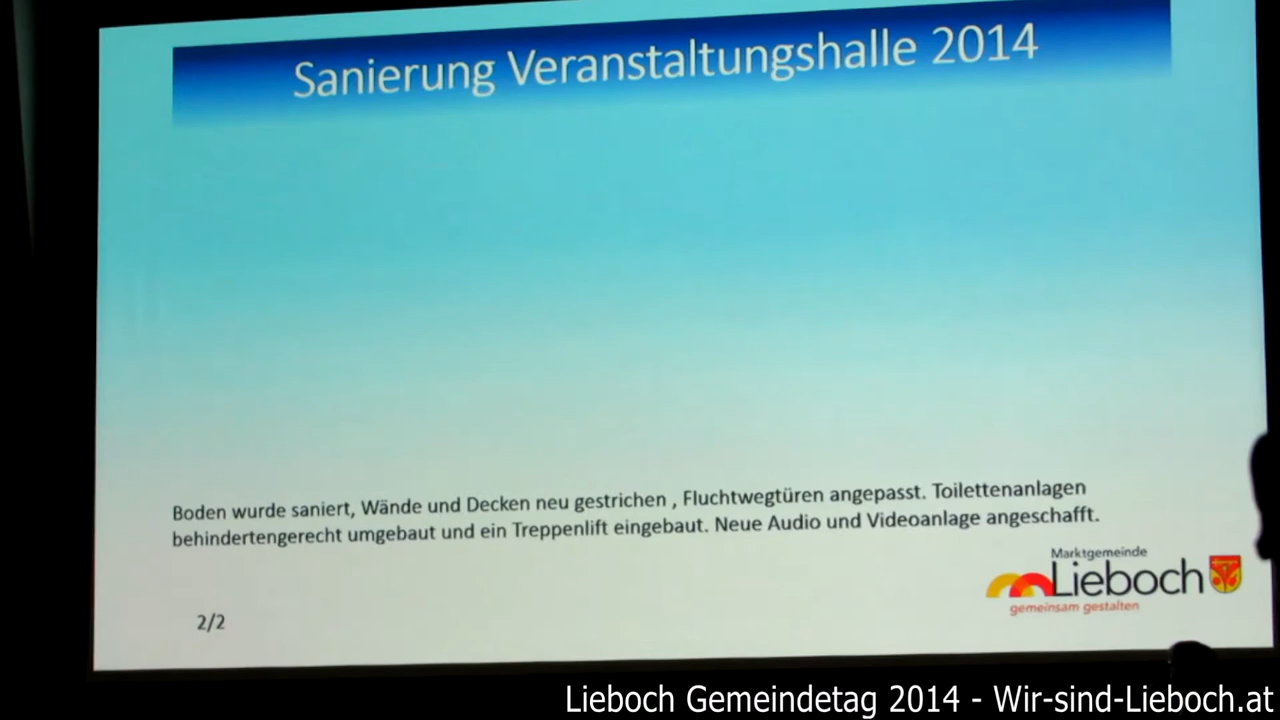 Sanierung Veranstaltungshalle 2014
Boden wurde saniert, Wände und Decken neu gestrichen , Fluchtwegtüren angepasst. Toilettenanlagen
behindertengerecht umgebaut und ein Treppenlift eingebaut. Neue Audio und Videoanlage angeschafft.
Marktgemeinde
Lieboch
gemeinsam gestalten
2/2
Lieboch Gemeindetag 2014 - Wir-sind-Lieboch.at